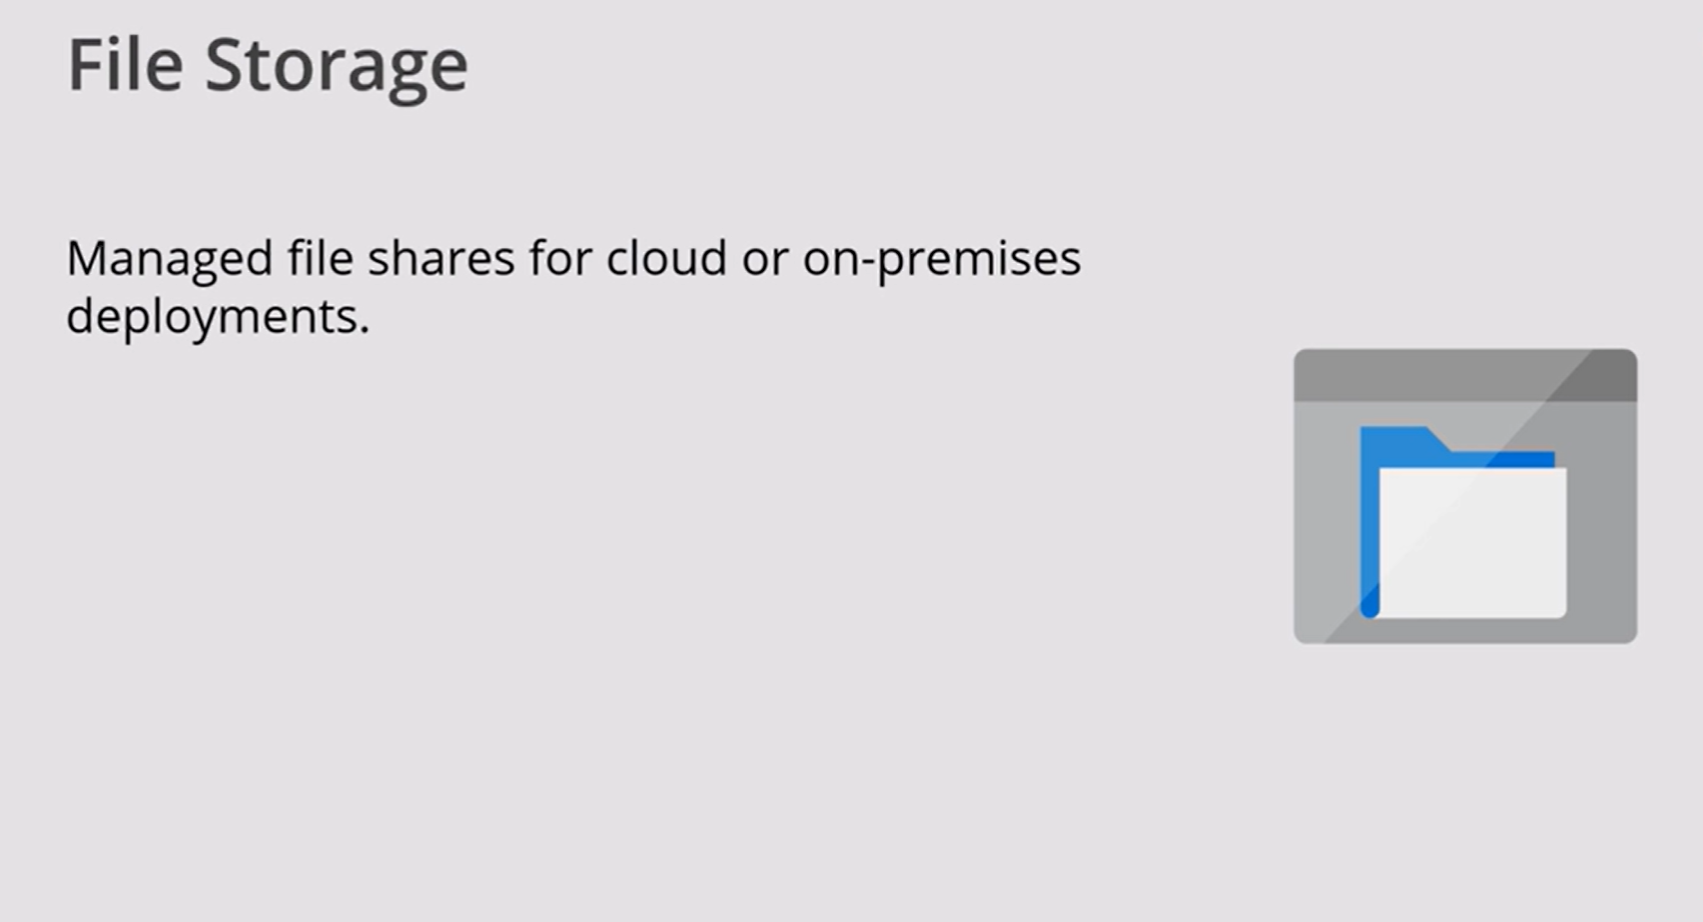 File Storage
Managed file shares for cloud or on-premises
deployments.